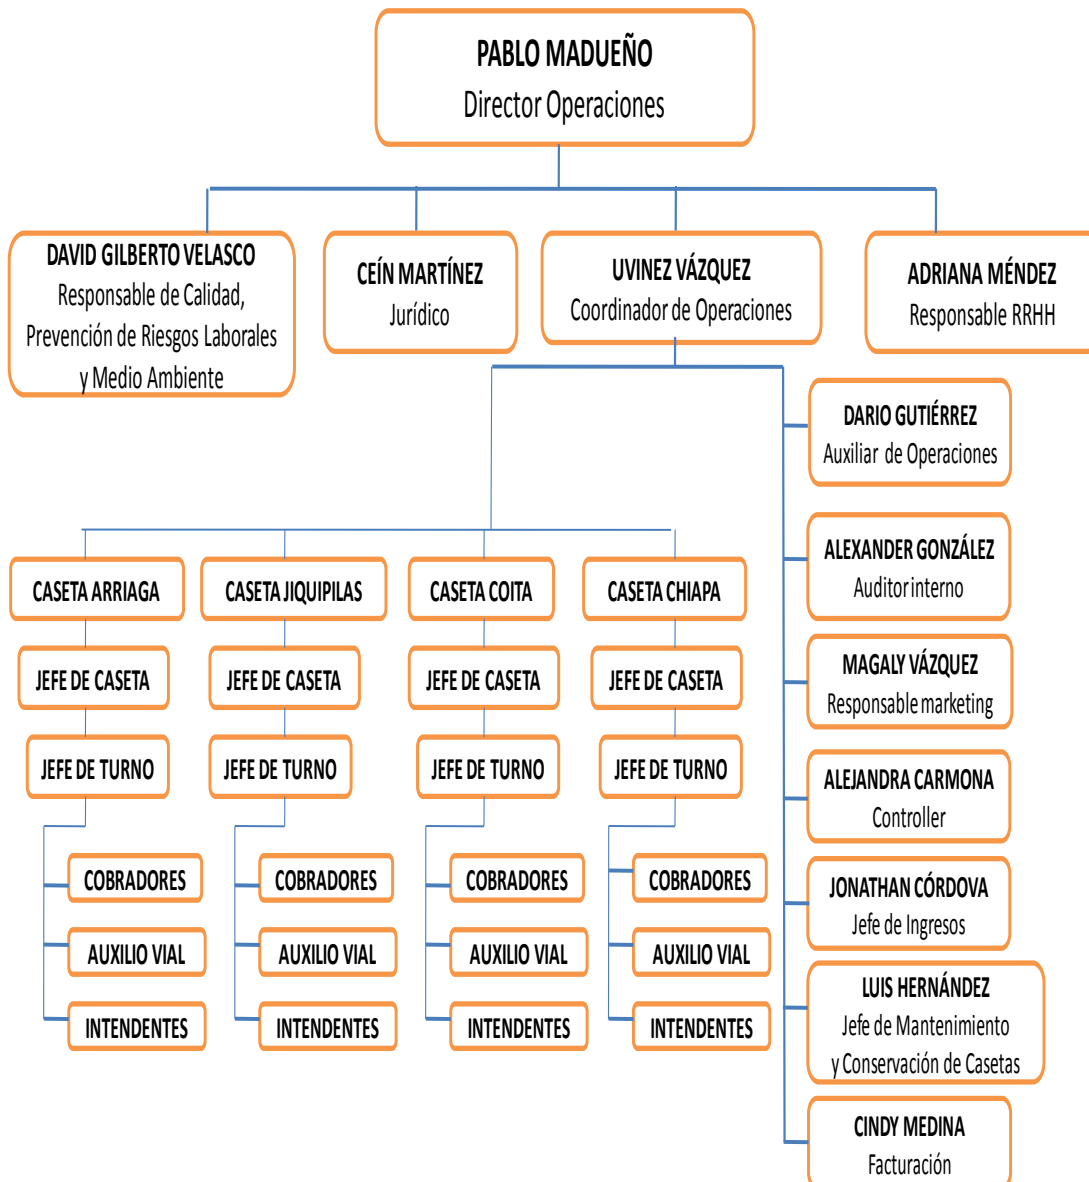 PABLO MADUEÑO
Director Operaciones
DAVID GILBERTO VELASCO
Responsable de Calidad,
Prevención de Riesgos Laborales
y Medio Ambiente
CEÍN MARTÍNEZ
Jurídico
UVINEZ VÁZQUEZ
Coordinador de Operaciones
ADRIANA MÉNDEZ
Responsable RRHH
DARIO GUTIÉRREZ
Auxiliar de Operaciones
ALEXANDER GONZÁLEZ
Auditor interno
MAGALY VÁZQUEZ
Responsable marketing
ALEJANDRA CARMONA
Controller
JONATHAN CÓRDOVA
Jefe de Ingresos
LUIS HERNÁNDEZ
Jefe de Mantenimiento
y Conservación de Casetas
CINDY MEDINA
Facturación
CASETA ARRIAGA
JEFE DE CASETA
JEFE DE TURNO
COBRADORES
AUXILIO VIAL
INTENDENTES
CASETA JIQUIPILAS
JEFE DE CASETA
JEFE DE TURNO
COBRADORES
AUXILIO VIAL
INTENDENTES
CASETA COITA
JEFE DE CASETA
JEFE DE TURNO
COBRADORES
AUXILIO VIAL
INTENDENTES
CASETA CHIAPA
JEFE DE CASETA
JEFE DE TURNO
COBRADORES
AUXILIO VIAL
INTENDENTES